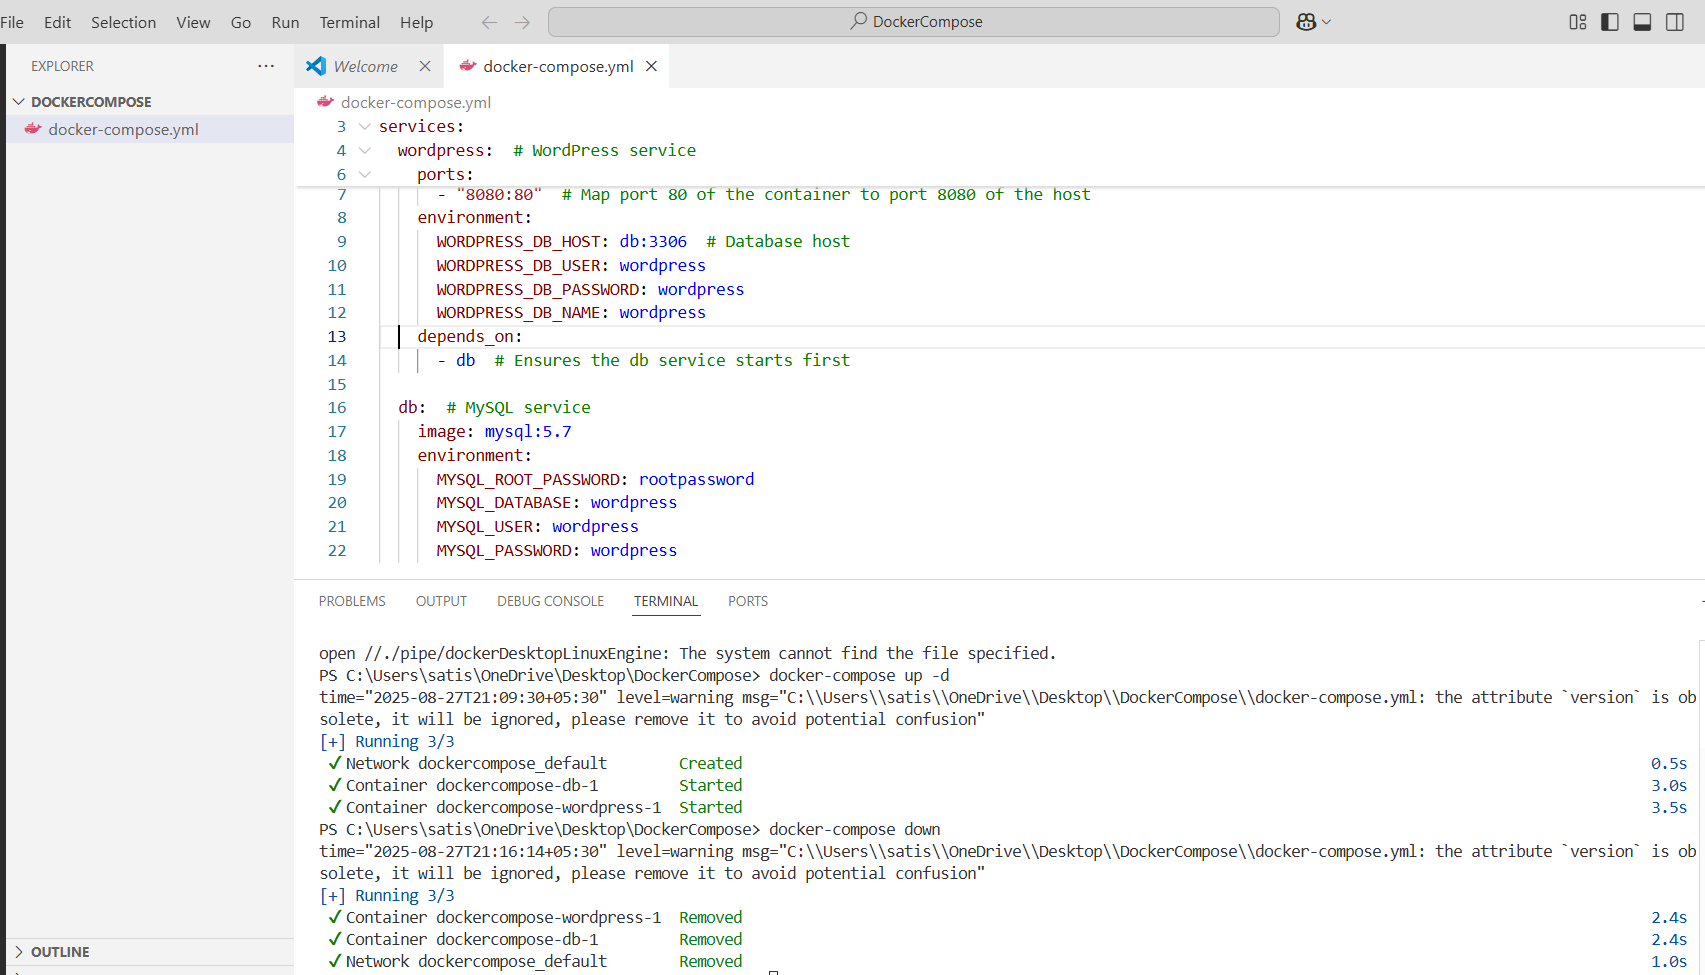 File Edit Selection View Go Run Terminal Help
DockerCompose
EXPLORER
Welcome
docker-compose.yml
DOCKERCOMPOSE
docker-compose.yml
docker-compose.yml
3 services:
4 wordpress:  # WordPress service
6 ports:
7 - "8080:80"  # Map port 80 of the container to port 8080 of the host
8 environment:
9 WORDPRESS_DB_HOST: db:3306  # Database host
10 WORDPRESS_DB_USER: wordpress
11 WORDPRESS_DB_PASSWORD: wordpress
12 WORDPRESS_DB_NAME: wordpress
13 depends_on:
14 - db  # Ensures the db service starts first
15
16 db:  # MySQL service
17 image: mysql:5.7
18 environment:
19 MYSQL_ROOT_PASSWORD: rootpassword
20 MYSQL_DATABASE: wordpress
21 MYSQL_USER: wordpress
22 MYSQL_PASSWORD: wordpress
PROBLEMS OUTPUT DEBUG CONSOLE TERMINAL PORTS
open //./pipe/dockerDesktopLinuxEngine: The system cannot find the file specified.
PS C:\Users\satis\OneDrive\Desktop\DockerCompose> docker-compose up -d
time="2025-08-27T21:09:30+05:30" level=warning msg="C:\\Users\\satis\\OneDrive\\Desktop\\DockerCompose\\docker-compose.yml: the attribute `version` is ob
solete, it will be ignored, please remove it to avoid potential confusion"
[+] Running 3/3
✔ Network dockercompose_default Created 0.5s
✔ Container dockercompose-db-1 Started 3.0s
✔ Container dockercompose-wordpress-1 Started 3.5s
PS C:\Users\satis\OneDrive\Desktop\DockerCompose> docker-compose down
time="2025-08-27T21:16:14+05:30" level=warning msg="C:\\Users\\satis\\OneDrive\\Desktop\\DockerCompose\\docker-compose.yml: the attribute `version` is ob
solete, it will be ignored, please remove it to avoid potential confusion"
[+] Running 3/3
✔ Container dockercompose-wordpress-1 Removed 2.4s
✔ Container dockercompose-db-1 Removed 2.4s
✔ Network dockercompose_default Removed 1.0s
OUTLINE